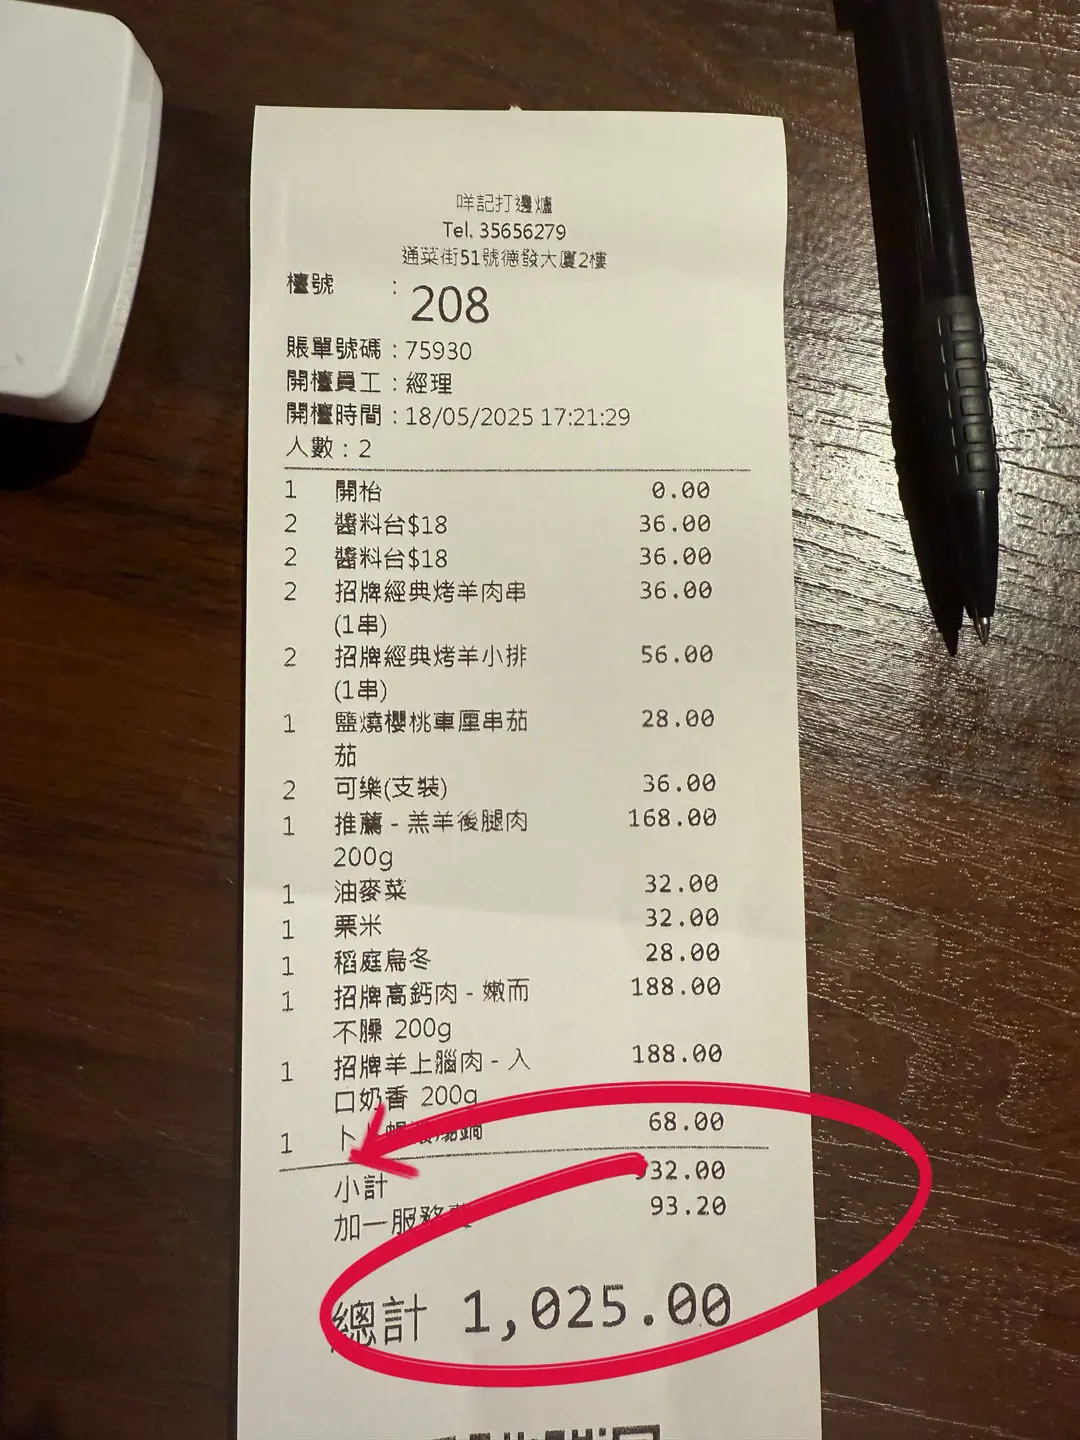 咩記打邊爐
Tel. 35656279
通菜街51號德發大廈2樓
檯號 : 208
賬單號碼 : 75930
開檯員工 : 經理
開檯時間 : 18/05/2025 17:21:29
人數 : 2
1 開枱 0.00
2 醬料台$18 36.00
2 醬料台$18 36.00
2 招牌經典烤羊肉串 36.00
(1串)
2 招牌經典烤羊小排 56.00
(1串)
1 鹽燒櫻桃車厘串茄 28.00
茄
2 可樂(支裝) 36.00
1 推薦 - 羔羊後腿肉 168.00
200g
1 油麥菜 32.00
1 栗米 32.00
1 稻庭烏冬 28.00
1 招牌高鈣肉 - 嫩而 188.00
不臊 200g
1 招牌羊上腦肉 - 入 188.00
口奶香 200g
1 卜 鍋 68.00
小計 932.00
加一服務費 93.20
總計 1,025.00